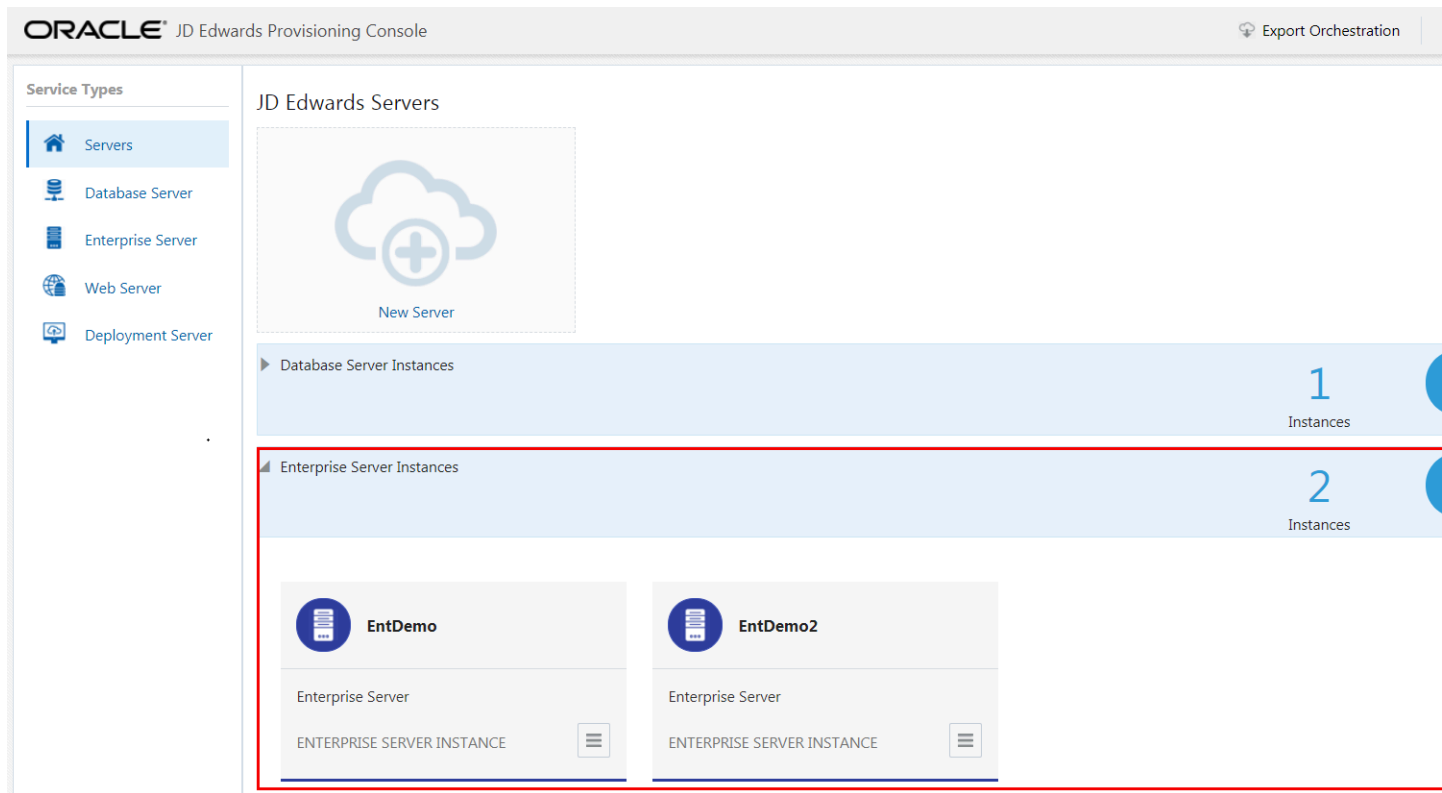 ORACLE® JD Edwards Provisioning Console
Export Orchestration
Service Types
Servers
Database Server
Enterprise Server
Web Server
Deployment Server
JD Edwards Servers
New Server
Database Server Instances
1
Instances
Enterprise Server Instances
2
Instances
EntDemo
Enterprise Server
ENTERPRISE SERVER INSTANCE
EntDemo2
Enterprise Server
ENTERPRISE SERVER INSTANCE